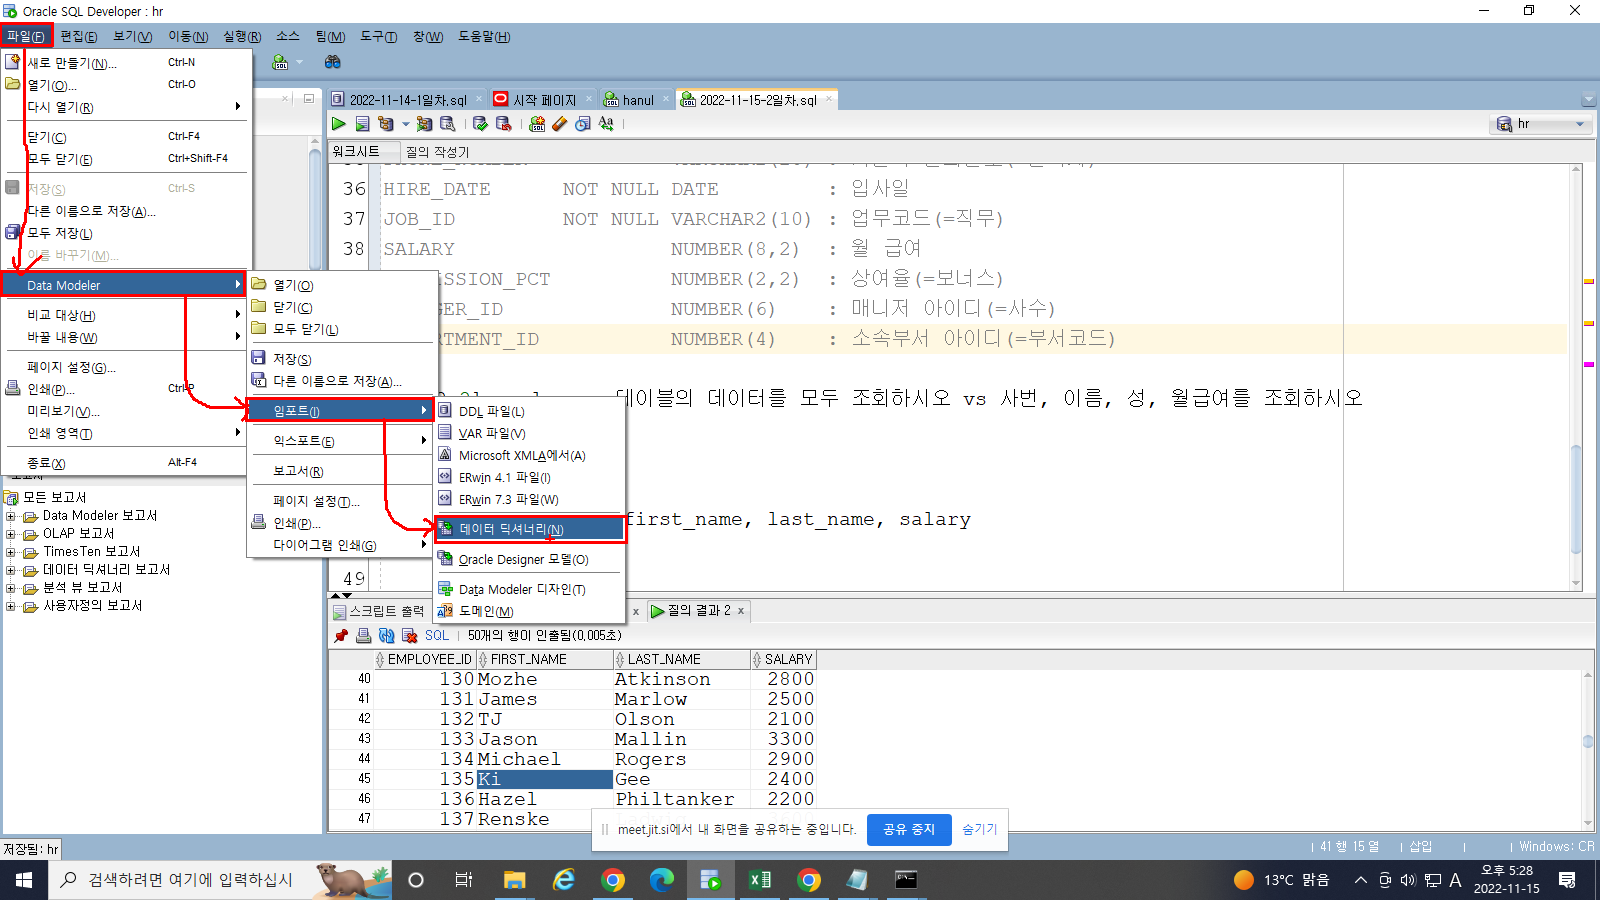 Oracle SQL Developer : hr
파일(F) 편집(E) 보기(V) 이동(N) 실행(R) 소스 팀(M) 도구(T) 창(W) 도움말(H)
새로 만들기(N)... Ctrl-N
열기(O)... Ctrl-O
다시 열기(R)
닫기(C) Ctrl-F4
모두 닫기(E) Ctrl+Shift-F4
저장(S) Ctrl-S
다른 이름으로 저장(A)...
모두 저장(L)
이름 바꾸기(M)...
Data Modeler
비교 대상(H)
바꿀 내용(W)
페이지 설정(G)...
인쇄(P)... Ctrl-P
미리보기(V)...
인쇄 영역(T)
종료(X) Alt-F4
열기(O)
닫기(C)
모두 닫기(L)
저장(S)
다른 이름으로 저장(A)...
임포트(I)
익스포트(E)
보고서(R)
페이지 설정(T)...
인쇄(P)...
다이어그램 인쇄(G)
DDL 파일(L)
VAR 파일(V)
Microsoft XMLA에서(A)
ERwin 4.1 파일(I)
ERwin 7.3 파일(W)
데이터 딕셔너리(N)
Oracle Designer 모델(O)
Data Modeler 디자인(T)
도메인(M)
보고서
모든 보고서
Data Modeler 보고서
OLAP 보고서
TimesTen 보고서
데이터 딕셔너리 보고서
분석 뷰 보고서
사용자정의 보고서
2022-11-14-1일차.sql 시작 페이지 hanul 2022-11-15-2일차.sql
hr
워크시트 질의 작성기
36 HIRE_DATE NOT NULL DATE : 입사일
37 JOB_ID NOT NULL VARCHAR2(10) : 업무코드(=직무)
38 SALARY NUMBER(8,2) : 월 급여
ESSION_PCT NUMBER(2,2) : 상여율(=보너스)
GER_ID NUMBER(6) : 매니저 아이디(=사수)
RTMENT_ID NUMBER(4) : 소속부서 아이디(=부서코드)
테이블의 데이터를 모두 조회하시오 vs 사번, 이름, 성, 월급여를 조회하시오
first_name, last_name, salary
49
스크립트 출력 x 질의 결과 2 x
SQL | 50개의 행이 인출됨(0,005초)
EMPLOYEE_ID FIRST_NAME LAST_NAME SALARY
40 130 Mozhe Atkinson 2800
41 131 James Marlow 2500
42 132 TJ Olson 2100
43 133 Jason Mallin 3300
44 134 Michael Rogers 2900
45 135 Ki Gee 2400
46 136 Hazel Philtanker 2200
47 137 Renske
meet.jit.si에서 내 화면을 공유하는 중입니다. 공유 중지 숨기기
저장됨: hr
41 행 15 열 | 삽입 | Windows: CR
검색하려면 여기에 입력하십시
13°C 맑음 A 오후 5:28
2022-11-15